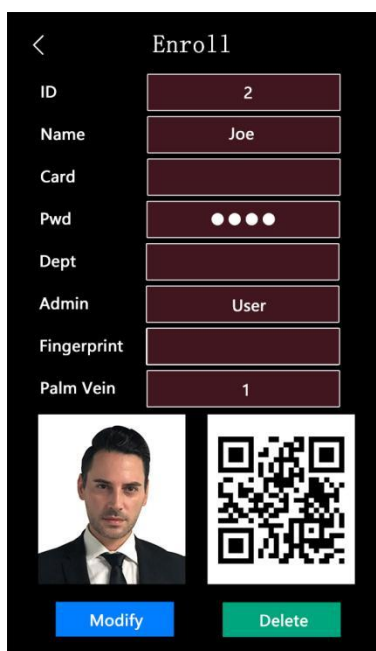 Enroll
ID 2
Name Joe
Card
Pwd ●●●●
Dept
Admin User
Fingerprint
Palm Vein 1
Modify Delete